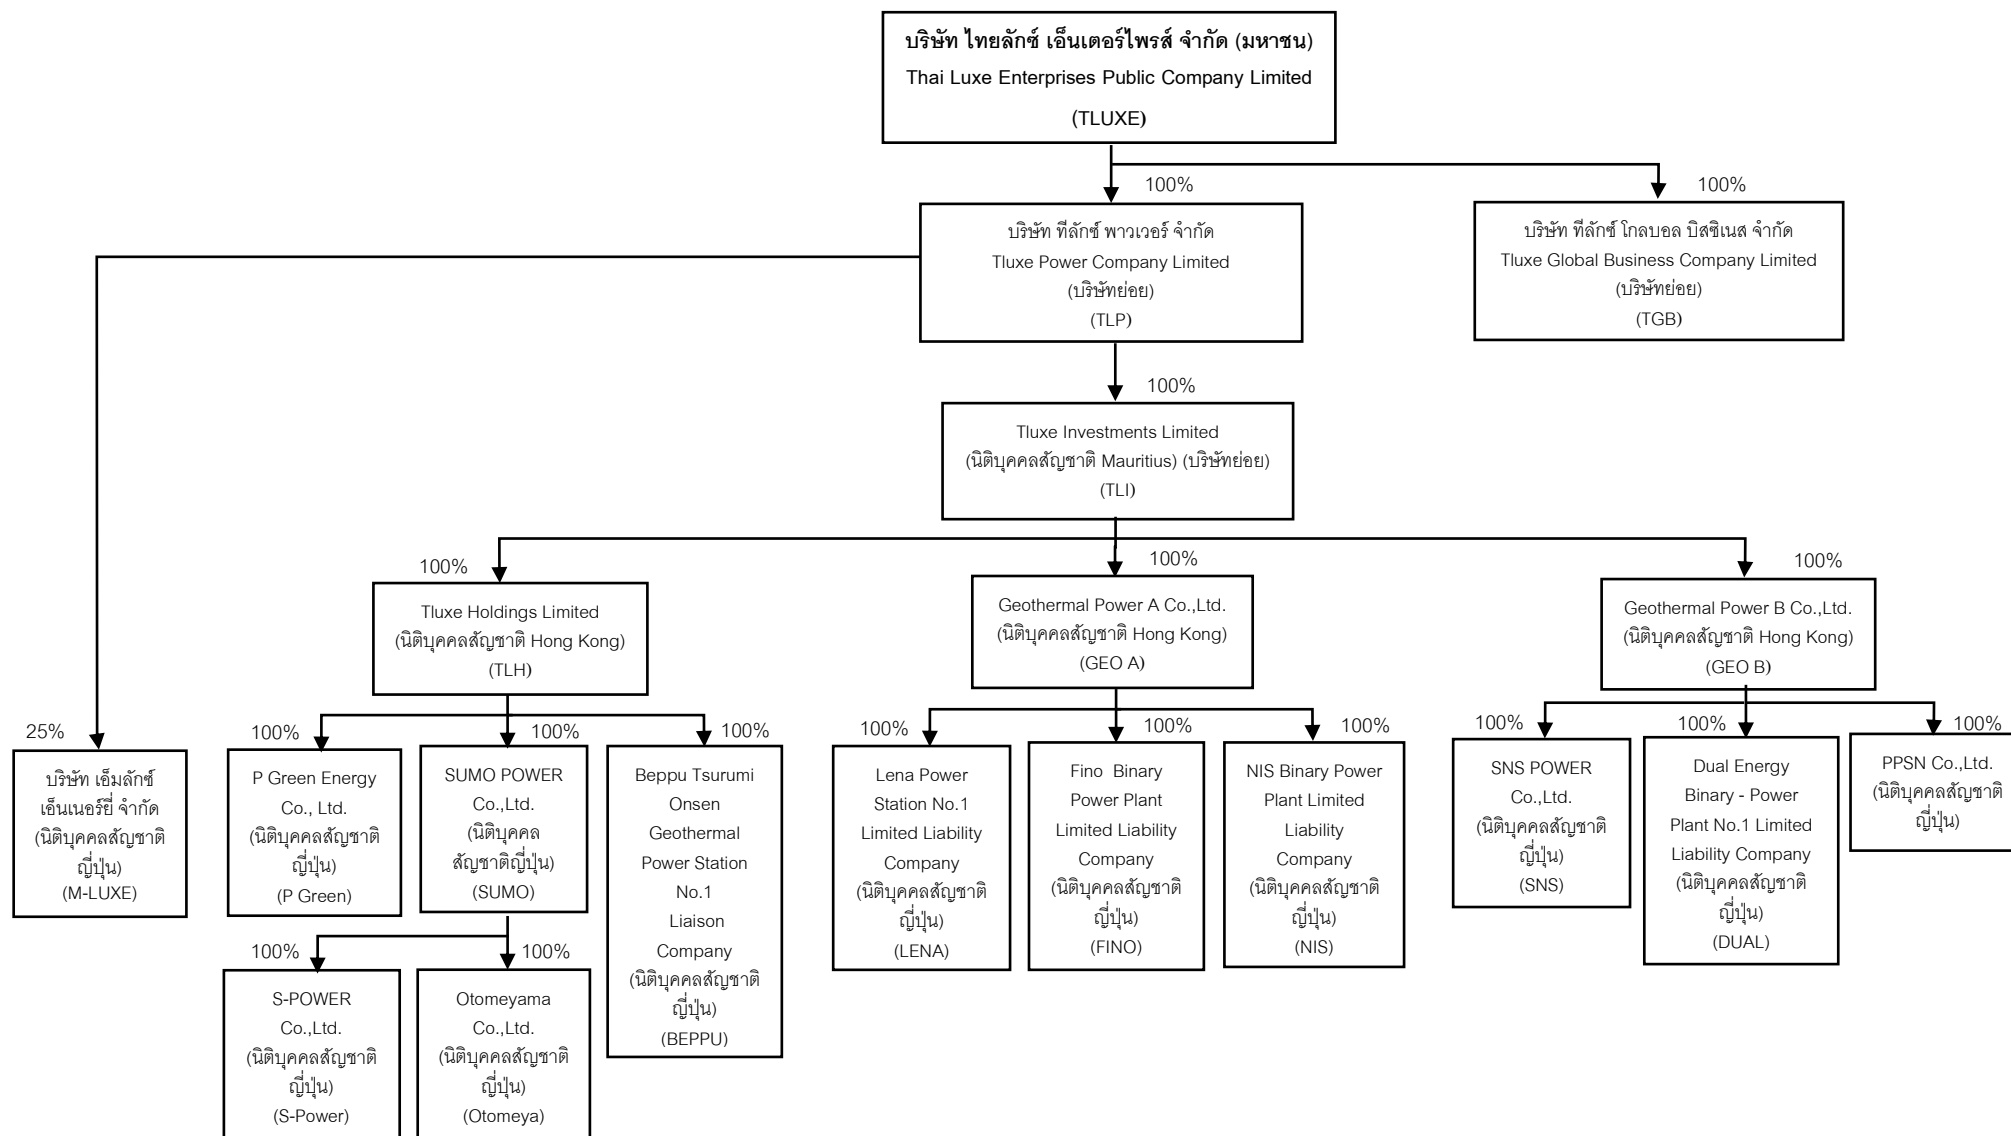 บริษัท ไทยลักซ์ เอ็นเตอร์ไพรส์ จำกัด (มหาชน)
Thai Luxe Enterprises Public Company Limited
(TLUXE)
100%
100%
บริษัท ทีลักซ์ พาวเวอร์ จำกัด
Tluxe Power Company Limited
(บริษัทย่อย)
(TLP)
บริษัท ทีลักซ์ โกลบอล บิสซิเนส จำกัด
Tluxe Global Business Company Limited
(บริษัทย่อย)
(TGB)
100%
Tluxe Investments Limited
(นิติบุคคลสัญชาติ Mauritius) (บริษัทย่อย)
(TLI)
100%
100%
100%
Tluxe Holdings Limited
(นิติบุคคลสัญชาติ Hong Kong)
(TLH)
Geothermal Power A Co.,Ltd.
(นิติบุคคลสัญชาติ Hong Kong)
(GEO A)
Geothermal Power B Co.,Ltd.
(นิติบุคคลสัญชาติ Hong Kong)
(GEO B)
25%
100%
100%
100%
100%
100%
100%
100%
100%
100%
บริษัท เอ็มลักซ์
เอ็นเนอร์ยี่ จำกัด
(นิติบุคคลสัญชาติ
ญี่ปุ่น)
(M-LUXE)
P Green Energy
Co., Ltd.
(นิติบุคคลสัญชาติ
ญี่ปุ่น)
(P Green)
SUMO POWER
Co.,Ltd.
(นิติบุคคล
สัญชาติญี่ปุ่น)
(SUMO)
Beppu Tsurumi
Onsen
Geothermal
Power Station
No.1
Liaison
Company
(นิติบุคคลสัญชาติ
ญี่ปุ่น)
(BEPPU)
Lena Power
Station No.1
Limited Liability
Company
(นิติบุคคลสัญชาติ
ญี่ปุ่น)
(LENA)
Fino Binary
Power Plant
Limited Liability
Company
(นิติบุคคลสัญชาติ
ญี่ปุ่น)
(FINO)
NIS Binary Power
Plant Limited
Liability
Company
(นิติบุคคลสัญชาติ
ญี่ปุ่น)
(NIS)
SNS POWER
Co.,Ltd.
(นิติบุคคลสัญชาติ
ญี่ปุ่น)
(SNS)
Dual Energy
Binary - Power
Plant No.1 Limited
Liability Company
(นิติบุคคลสัญชาติ
ญี่ปุ่น)
(DUAL)
PPSN Co.,Ltd.
(นิติบุคคลสัญชาติ
ญี่ปุ่น)
100%
100%
S-POWER
Co.,Ltd.
(นิติบุคคลสัญชาติ
ญี่ปุ่น)
(S-Power)
Otomeyama
Co.,Ltd.
(นิติบุคคลสัญชาติ
ญี่ปุ่น)
(Otomeya)